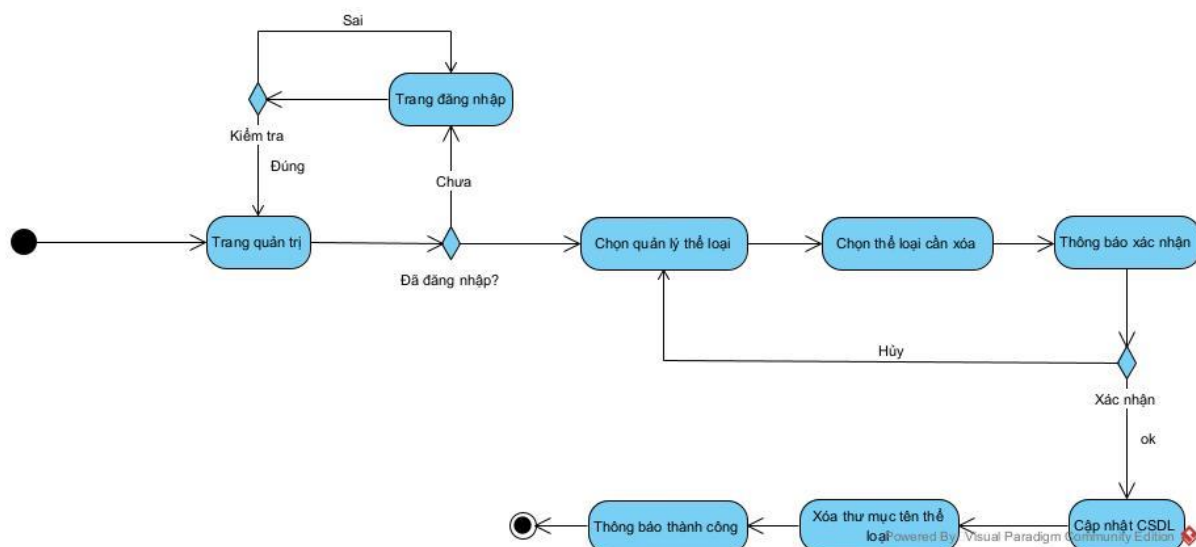 Sai
Trang đăng nhập
Kiểm tra
Đúng
Chưa
Trang quản trị
Đã đăng nhập?
Chọn quản lý thể loại
Chọn thể loại cần xóa
Thông báo xác nhận
Hủy
Xác nhận
ok
Thông báo thành công
Xóa thư mục tên thể
loại
Cập nhật CSDL
Powered By: Visual Paradigm Community Edition